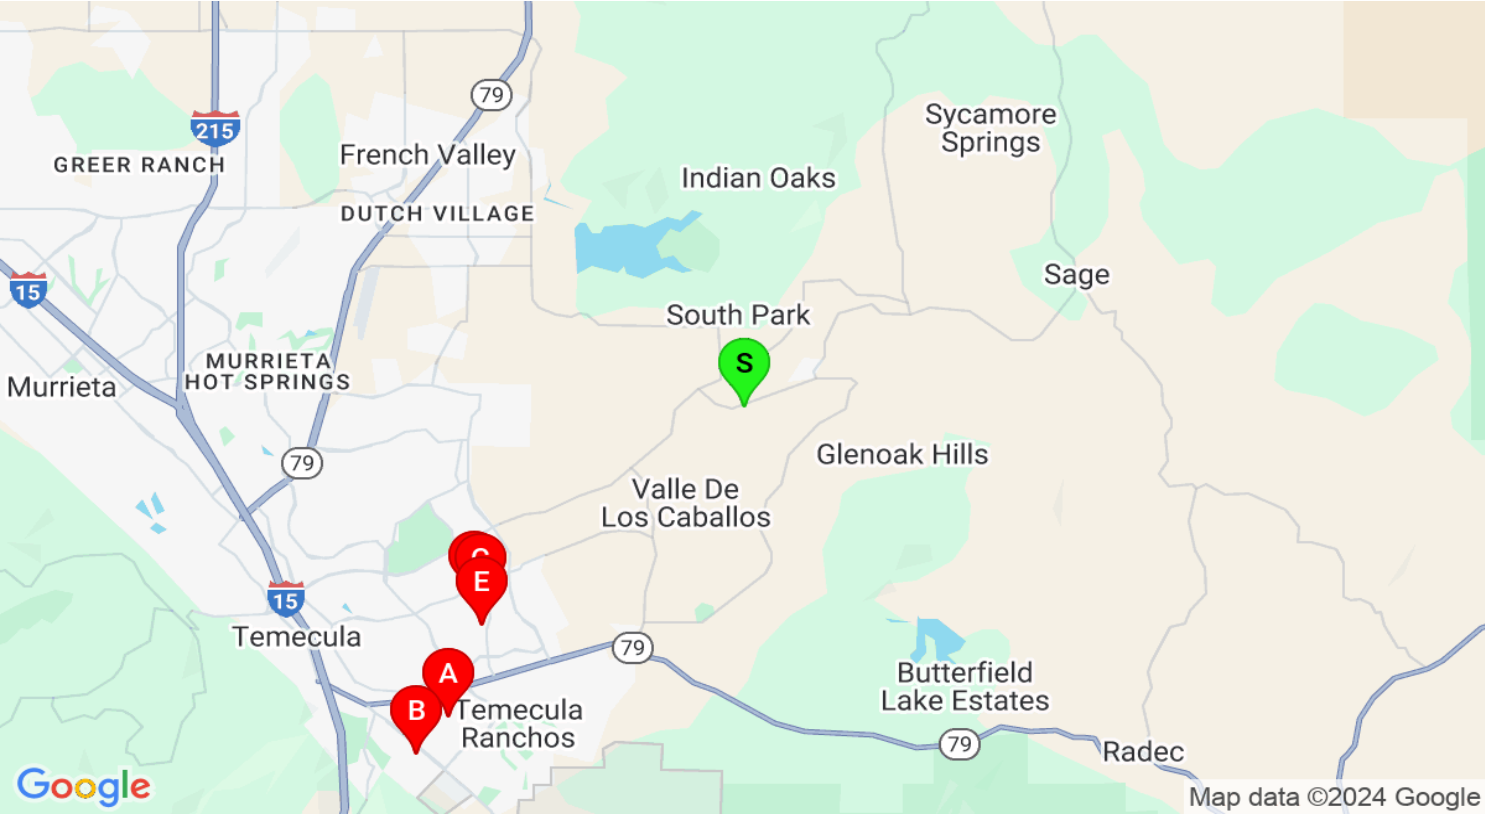 79
215
Sycamore
Springs
GREER RANCH
French Valley
Indian Oaks
DUTCH VILLAGE
15
Sage
South Park
MURRIETA
HOT SPRINGS
Murrieta
S
79
Glenoak Hills
Valle De
Los Caballos
E
15
Temecula
79
A
B
Temecula
Ranchos
Butterfield
Lake Estates
79
Radec
Google
Map data ©2024 Google